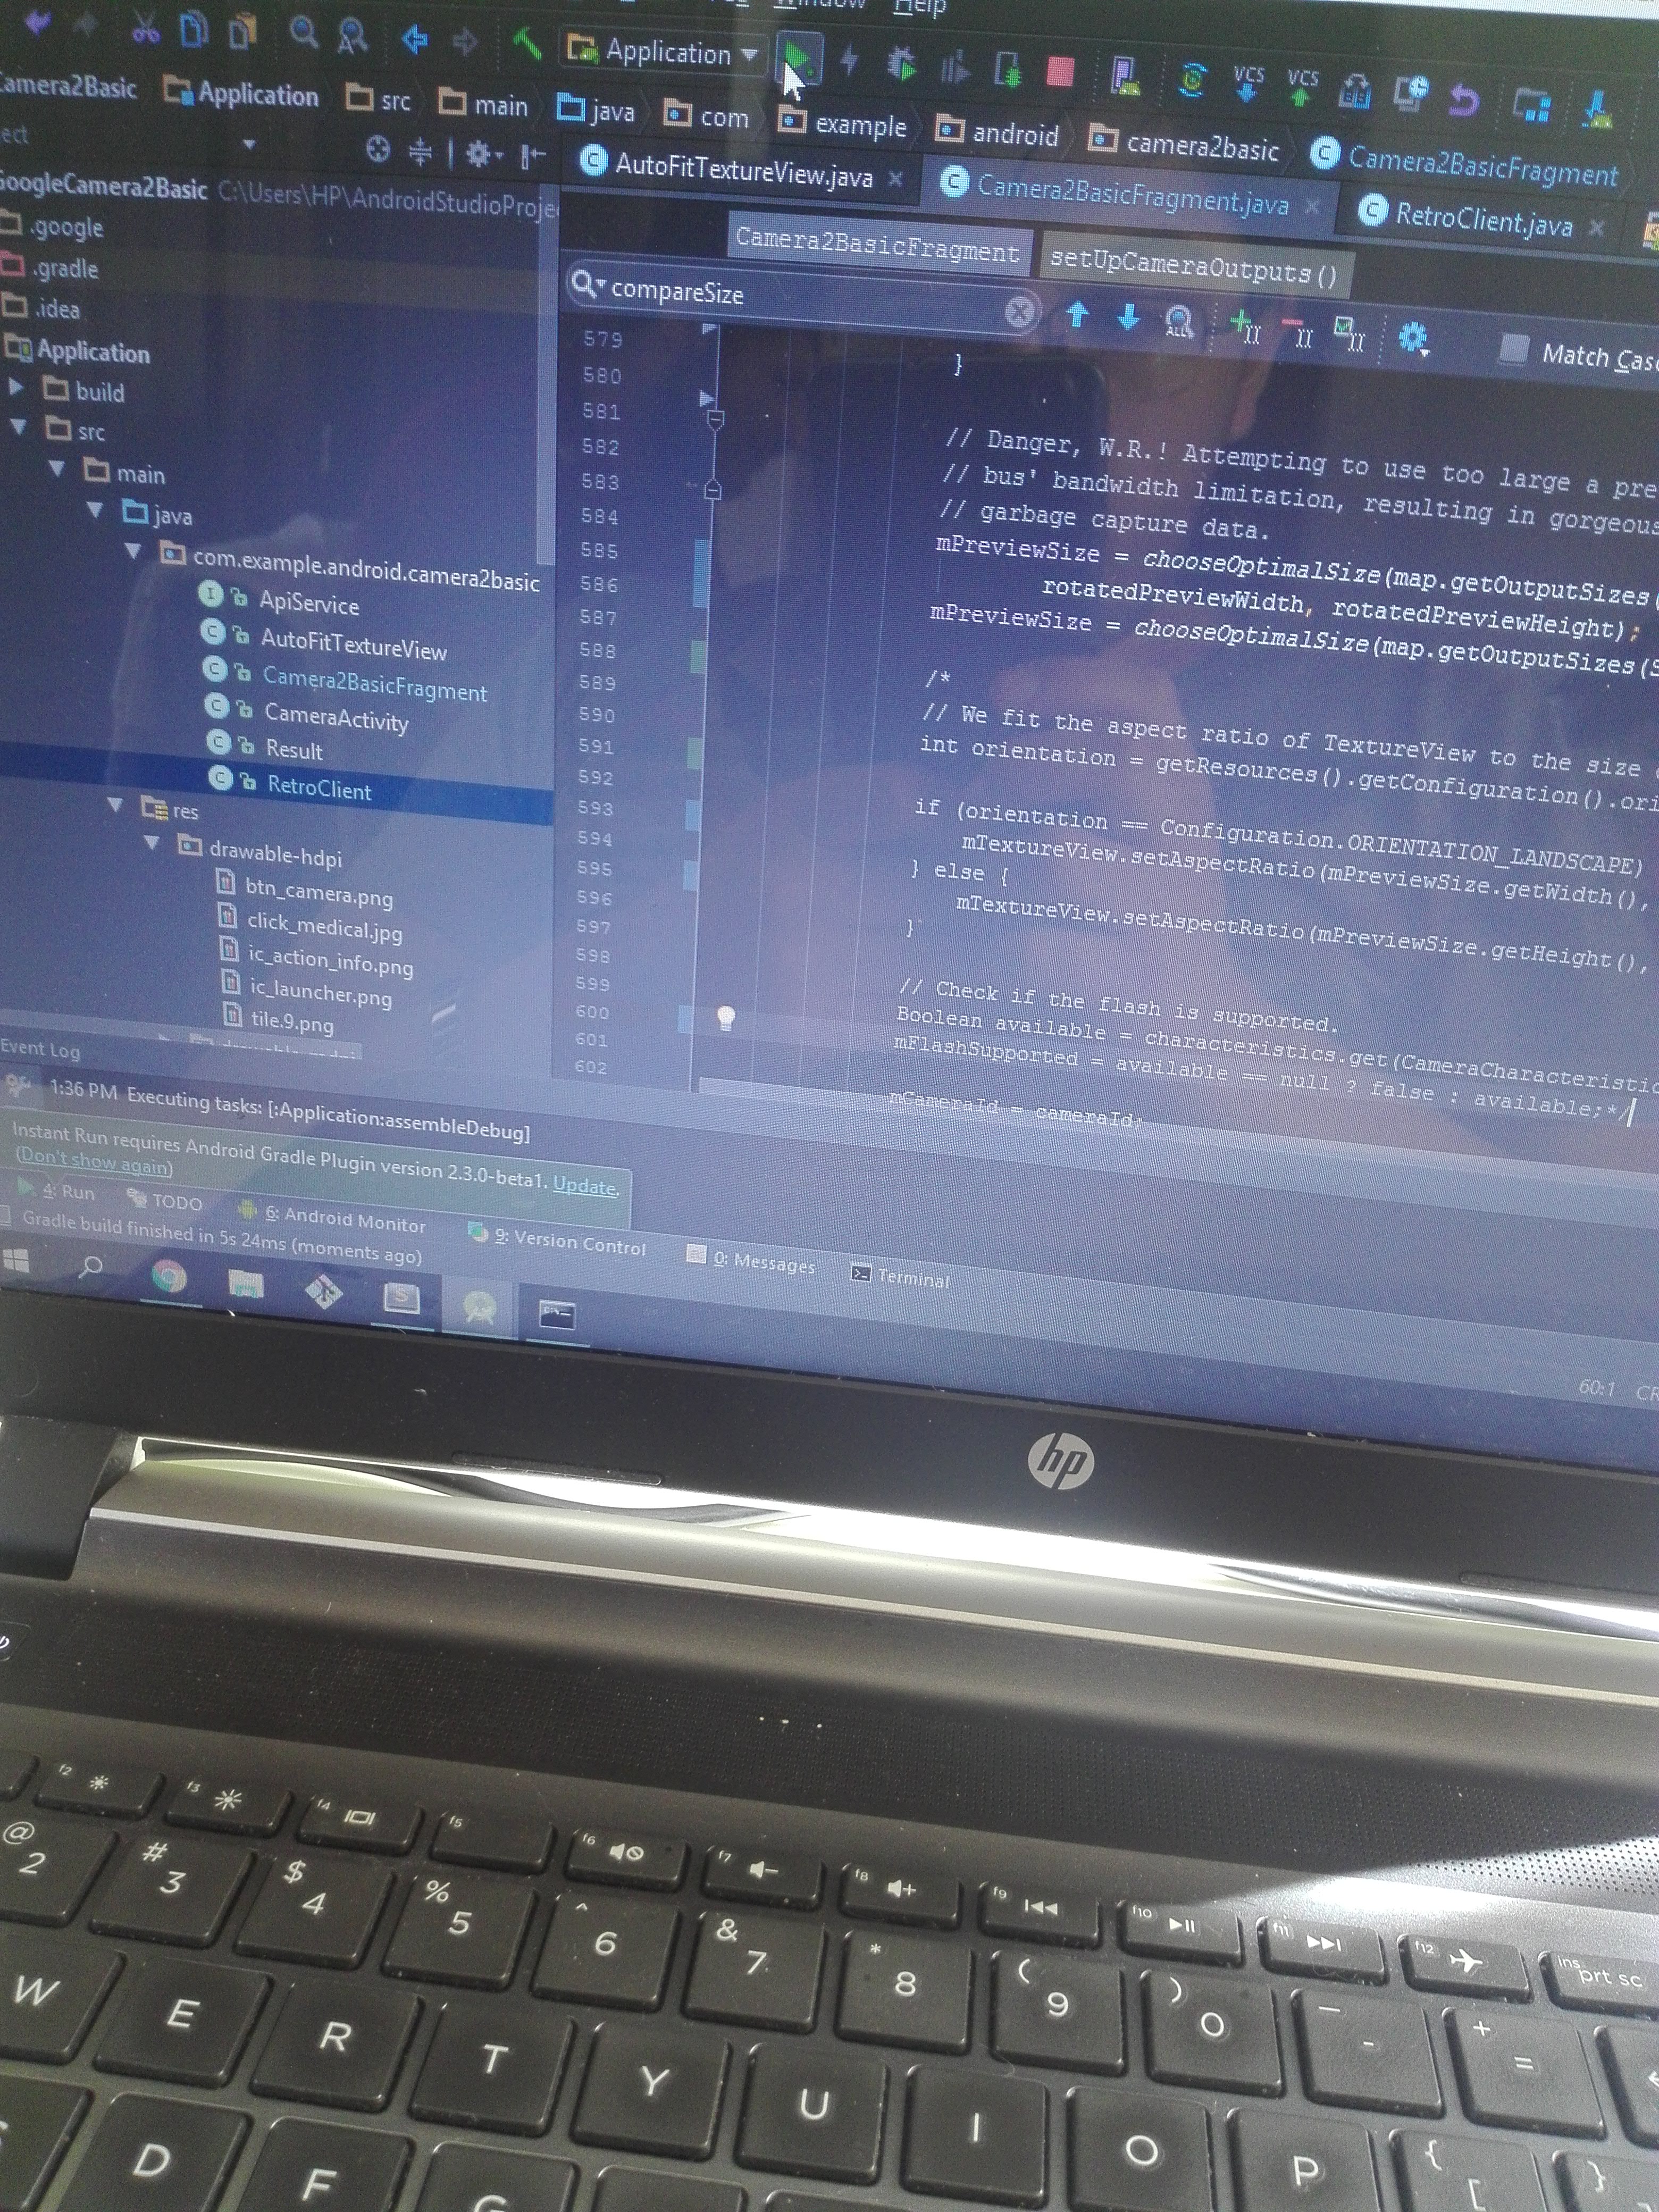 Window Help
Application
VCS VCS
Camera2Basic Application src main java com example android camera2basic Camera2BasicFragment
ect
AutoFitTextureView.java Camera2BasicFragment.java RetroClient.java
GoogleCamera2Basic C:\Users\HP\AndroidStudioProje
.google
.gradle
.idea
Application
build
src
main
java
com.example.android.camera2basic
ApiService
AutoFitTextureView
Camera2BasicFragment
CameraActivity
Result
RetroClient
res
drawable-hdpi
btn_camera.png
click_medical.jpg
ic_action_info.png
ic_launcher.png
tile.9.png
Camera2BasicFragment setUpCameraOutputs()
compareSize
ALL
Match Case
579
580
581
582
583
584
585
586
587
588
589
590
591
592
593
594
595
596
597
598
599
600
601
602
}
// Danger, W.R.! Attempting to use too large a pre
// bus' bandwidth limitation, resulting in gorgeous
// garbage capture data.
mPreviewSize = chooseOptimalSize(map.getOutputSizes(
rotatedPreviewWidth, rotatedPreviewHeight);
mPreviewSize = chooseOptimalSize(map.getOutputSizes(S
/*
// We fit the aspect ratio of TextureView to the size
int orientation = getResources().getConfiguration().ori
if (orientation == Configuration.ORIENTATION_LANDSCAPE)
mTextureView.setAspectRatio(mPreviewSize.getWidth(),
} else {
mTextureView.setAspectRatio(mPreviewSize.getHeight(),
}
// Check if the flash is supported.
Boolean available = characteristics.get(CameraCharacteristic
mFlashSupported = available == null ? false : available;*/
mCameraId = cameraId;
Event Log
1:36 PM Executing tasks: [:Application:assembleDebug]
Instant Run requires Android Gradle Plugin version 2.3.0-beta1. Update.
(Don't show again)
4: Run TODO 6: Android Monitor 9: Version Control 0: Messages Terminal
Gradle build finished in 5s 24ms (moments ago)
60:1 CR
hp
f2 f3 f4 f5 f6 f7 f8 f9 f10 f11 f12 ins prt sc
@ 2 # 3 $ 4 % 5 ^ 6 & 7 * 8 ( 9 ) 0 _ - + =
W E R T Y U I O P { [ }
D F G